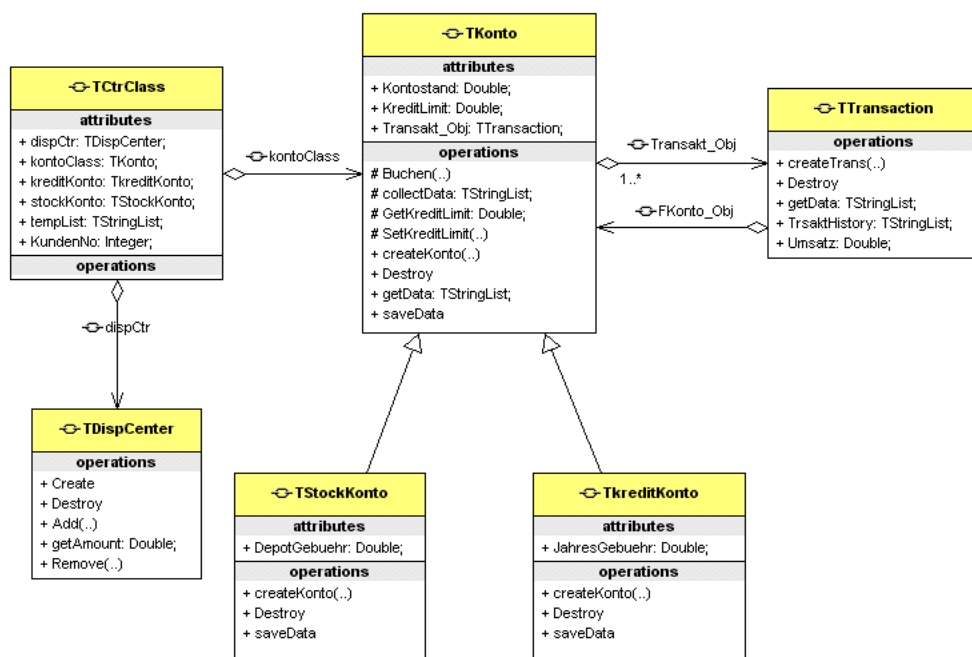 TKonto
attributes
+ Kontostand: Double;
+ KreditLimit: Double;
+ Transakt_Obj: TTransaction;
operations
# Buchen(..)
# collectData: TStringList;
# GetKreditLimit: Double;
# SetKreditLimit(..)
+ createKonto(..)
+ Destroy
+ getData: TStringList;
+ saveData
TCtrClass
attributes
+ dispCtr: TDispCenter;
+ kontoClass: TKonto;
+ kreditKonto: TkreditKonto;
+ stockKonto: TStockKonto;
+ tempList: TStringList;
+ KundenNo: Integer;
operations
kontoClass
TTransaction
operations
+ createTrans(..)
+ Destroy
+ getData: TStringList;
+ TrsaktHistory: TStringList;
+ Umsatz: Double;
Transakt_Obj
1..*
FKonto_Obj
dispCtr
TDispCenter
operations
+ Create
+ Destroy
+ Add(..)
+ getAmount: Double;
+ Remove(..)
TStockKonto
attributes
+ DepotGebuehr: Double;
operations
+ createKonto(..)
+ Destroy
+ saveData
TkreditKonto
attributes
+ JahresGebuehr: Double;
operations
+ createKonto(..)
+ Destroy
+ saveData